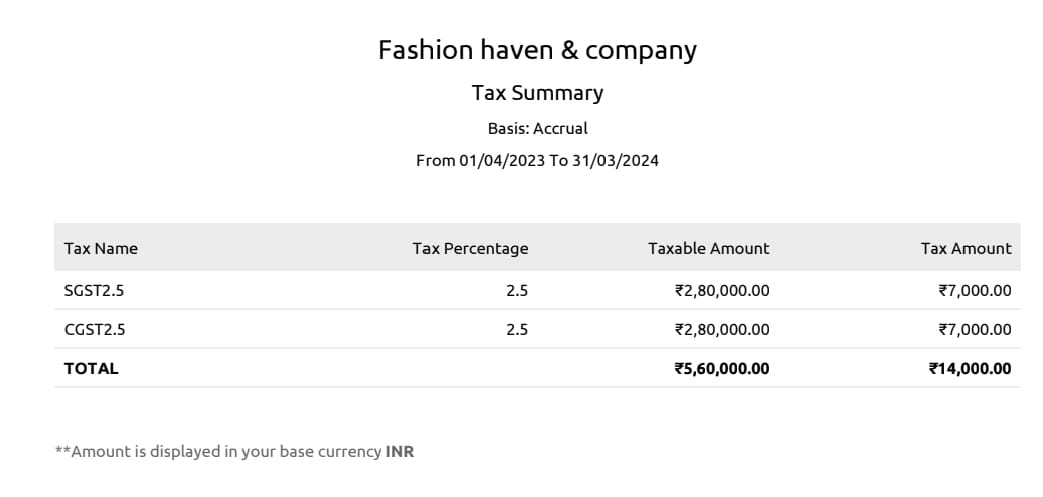 Fashion haven & company
Tax Summary
Basis: Accrual
From 01/04/2023 To 31/03/2024
Tax Name Tax Percentage Taxable Amount Tax Amount
SGST2.5 2.5 ₹2,80,000.00 ₹7,000.00
CGST2.5 2.5 ₹2,80,000.00 ₹7,000.00
TOTAL ₹5,60,000.00 ₹14,000.00
**Amount is displayed in your base currency INR